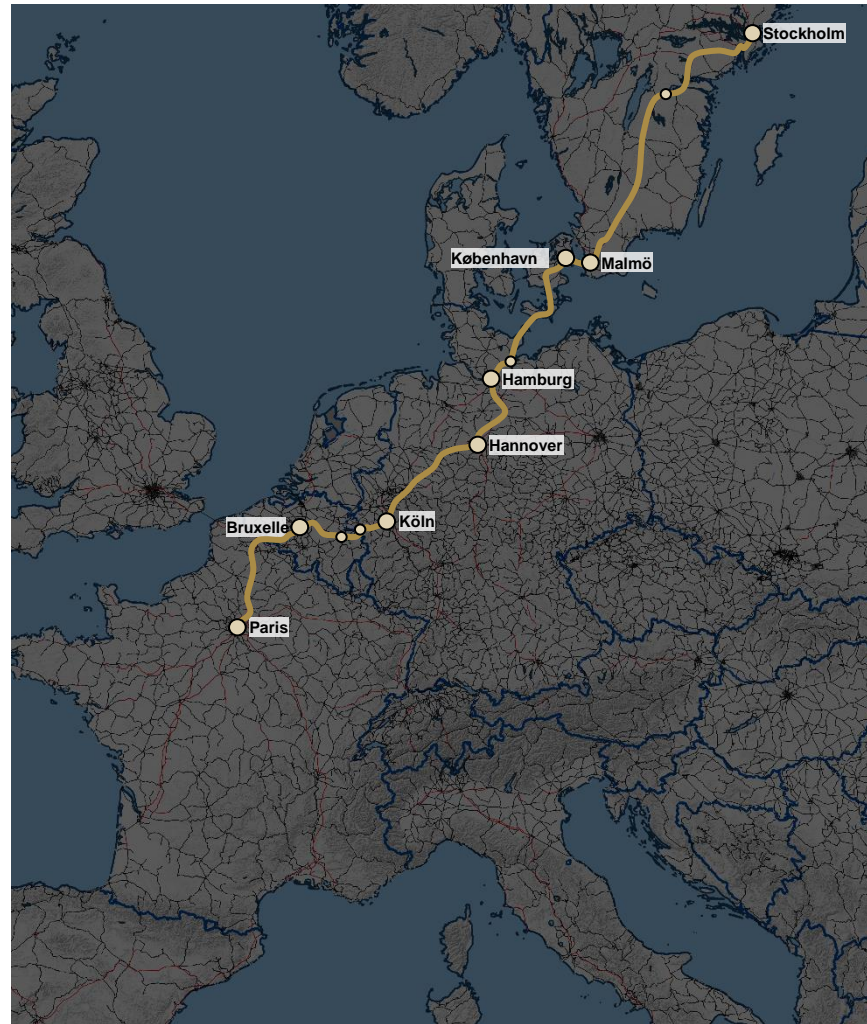 Stockholm
København
Malmö
Hamburg
Hannover
Köln
Bruxelle
Paris